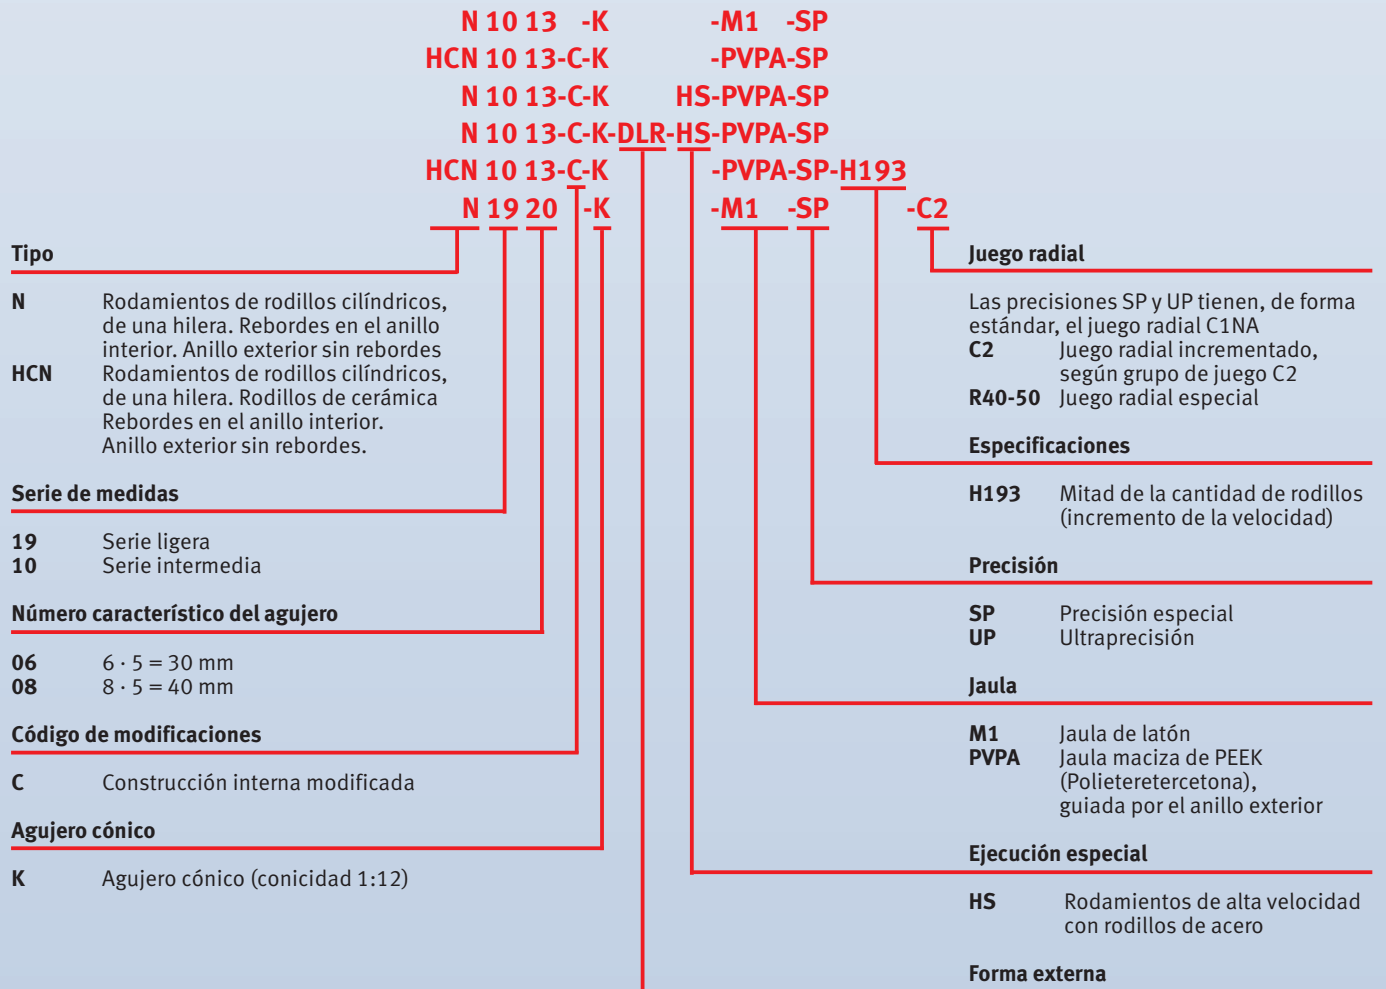 N 10 13 -K -M1 -SP
HCN 10 13-C-K -PVPA-SP
N 10 13-C-K HS-PVPA-SP
N 10 13-C-K-DLR-HS-PVPA-SP
HCN 10 13-C-K -PVPA-SP-H193
N 19 20 -K -M1 -SP -C2
Tipo
N Rodamientos de rodillos cilíndricos,
de una hilera. Rebordes en el anillo
interior. Anillo exterior sin rebordes
HCN Rodamientos de rodillos cilíndricos,
de una hilera. Rodillos de cerámica
Rebordes en el anillo interior.
Anillo exterior sin rebordes.
Serie de medidas
19 Serie ligera
10 Serie intermedia
Número característico del agujero
06 6 · 5 = 30 mm
08 8 · 5 = 40 mm
Código de modificaciones
C Construcción interna modificada
Agujero cónico
K Agujero cónico (conicidad 1:12)
Juego radial
Las precisiones SP y UP tienen, de forma
estándar, el juego radial C1NA
C2 Juego radial incrementado,
según grupo de juego C2
R40-50 Juego radial especial
Especificaciones
H193 Mitad de la cantidad de rodillos
(incremento de la velocidad)
Precisión
SP Precisión especial
UP Ultraprecisión
Jaula
M1 Jaula de latón
PVPA Jaula maciza de PEEK
(Polieteretercetona),
guiada por el anillo exterior
Ejecución especial
HS Rodamientos de alta velocidad
con rodillos de acero
Forma externa